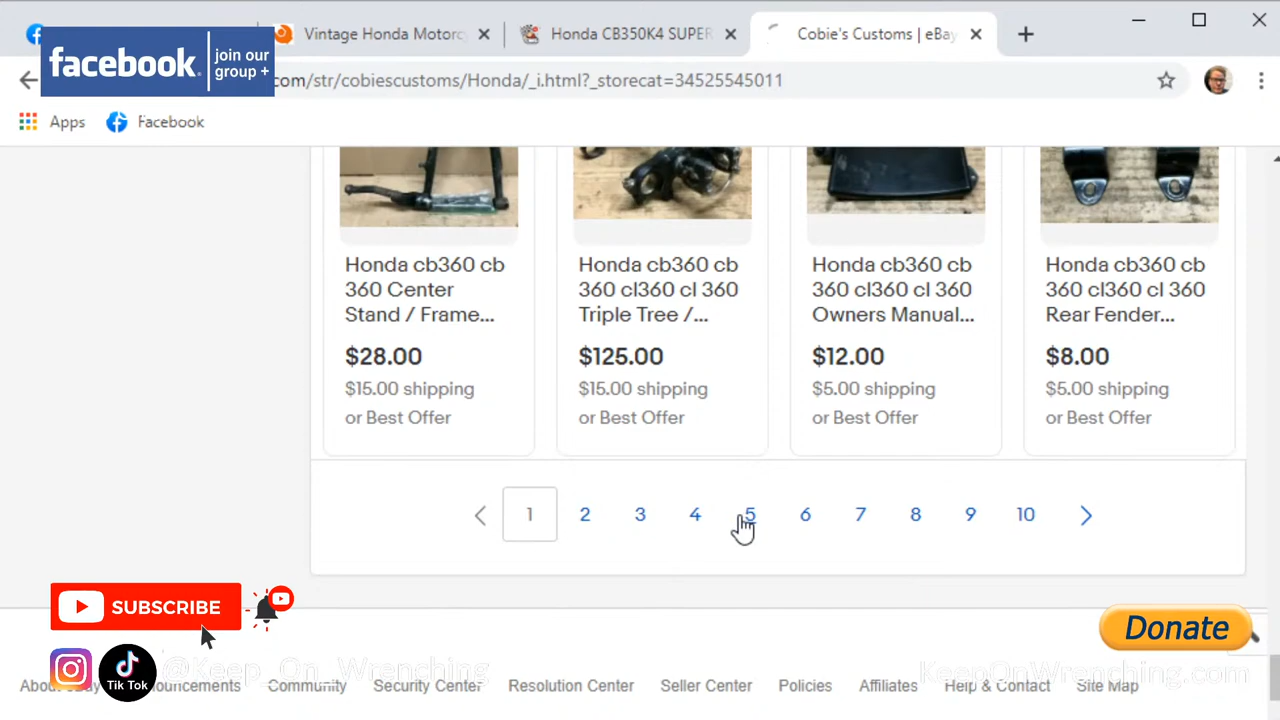 facebook. join our group +
Vintage Honda Motorc
Honda CB350K4 SUPER
Cobie's Customs | eBay
com/str/cobiescustoms/Honda/_i.html?_storecat=34525545011
Apps
Facebook
Honda cb360 cb 360 Center Stand / Frame...
$28.00
$15.00 shipping
or Best Offer
Honda cb360 cb 360 cl360 cl 360 Triple Tree /...
$125.00
$15.00 shipping
or Best Offer
Honda cb360 cb 360 cl360 cl 360 Owners Manual...
$12.00
$5.00 shipping
or Best Offer
Honda cb360 cb 360 cl360 cl 360 Rear Fender...
$8.00
$5.00 shipping
or Best Offer
1 2 3 4 5 6 7 8 9 10
SUBSCRIBE
Donate
Tik Tok
@Keep_On_Wrenching
KeepOnWrenching.com
Community
Security Center
Resolution Center
Seller Center
Policies
Affiliates
Help & Contact
Site Map